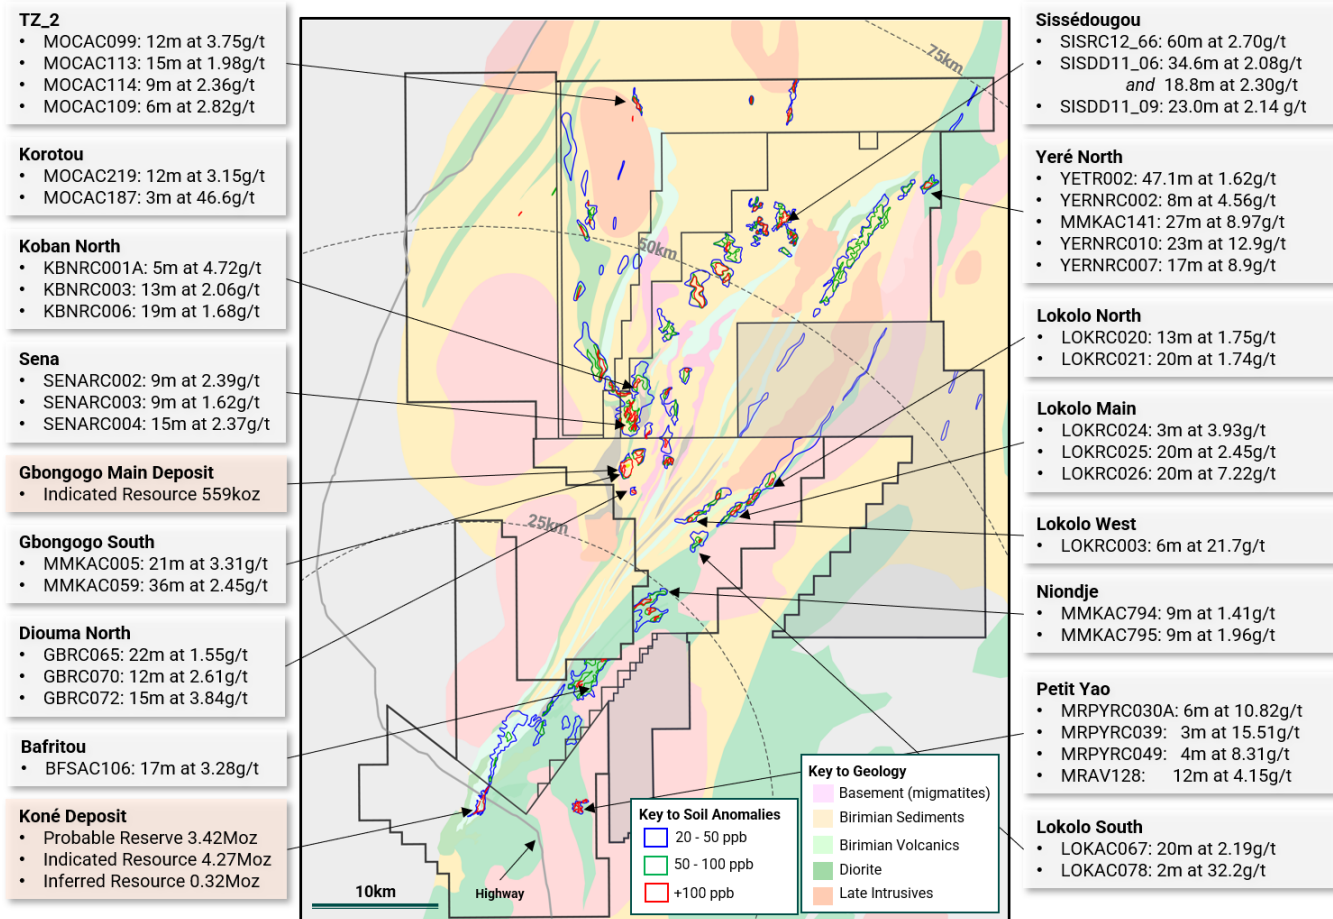 TZ_2
• MOCAC099: 12m at 3.75g/t
• MOCAC113: 15m at 1.98g/t
• MOCAC114: 9m at 2.36g/t
• MOCAC109: 6m at 2.82g/t
Korotou
• MOCAC219: 12m at 3.15g/t
• MOCAC187: 3m at 46.6g/t
Koban North
• KBNRC001A: 5m at 4.72g/t
• KBNRC003: 13m at 2.06g/t
• KBNRC006: 19m at 1.68g/t
Sena
• SENARC002: 9m at 2.39g/t
• SENARC003: 9m at 1.62g/t
• SENARC004: 15m at 2.37g/t
Gbongogo Main Deposit
• Indicated Resource 559koz
Gbongogo South
• MMKAC005: 21m at 3.31g/t
• MMKAC059: 36m at 2.45g/t
Diouma North
• GBRC065: 22m at 1.55g/t
• GBRC070: 12m at 2.61g/t
• GBRC072: 15m at 3.84g/t
Bafritou
• BFSAC106: 17m at 3.28g/t
Koné Deposit
• Probable Reserve 3.42Moz
• Indicated Resource 4.27Moz
• Inferred Resource 0.32Moz
75km
50km
25km
10km
Highway
Key to Soil Anomalies
20 - 50 ppb
50 - 100 ppb
+100 ppb
Key to Geology
Basement (migmatites)
Birimian Sediments
Birimian Volcanics
Diorite
Late Intrusives
Sissédougou
• SISRC12_66: 60m at 2.70g/t
• SISDD11_06: 34.6m at 2.08g/t
and 18.8m at 2.30g/t
• SISDD11_09: 23.0m at 2.14 g/t
Yeré North
• YETR002: 47.1m at 1.62g/t
• YERNRC002: 8m at 4.56g/t
• MMKAC141: 27m at 8.97g/t
• YERNRC010: 23m at 12.9g/t
• YERNRC007: 17m at 8.9g/t
Lokolo North
• LOKRC020: 13m at 1.75g/t
• LOKRC021: 20m at 1.74g/t
Lokolo Main
• LOKRC024: 3m at 3.93g/t
• LOKRC025: 20m at 2.45g/t
• LOKRC026: 20m at 7.22g/t
Lokolo West
• LOKRC003: 6m at 21.7g/t
Niondje
• MMKAC794: 9m at 1.41g/t
• MMKAC795: 9m at 1.96g/t
Petit Yao
• MRPYRC030A: 6m at 10.82g/t
• MRPYRC039: 3m at 15.51g/t
• MRPYRC049: 4m at 8.31g/t
• MRAV128: 12m at 4.15g/t
Lokolo South
• LOKAC067: 20m at 2.19g/t
• LOKAC078: 2m at 32.2g/t